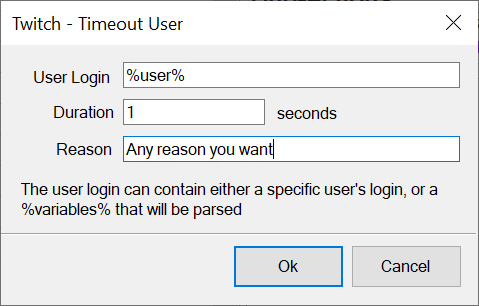 Twitch - Timeout User
User Login %user%
Duration 1 seconds
Reason Any reason you want
The user login can contain either a specific user's login, or a
%variables% that will be parsed
Ok Cancel